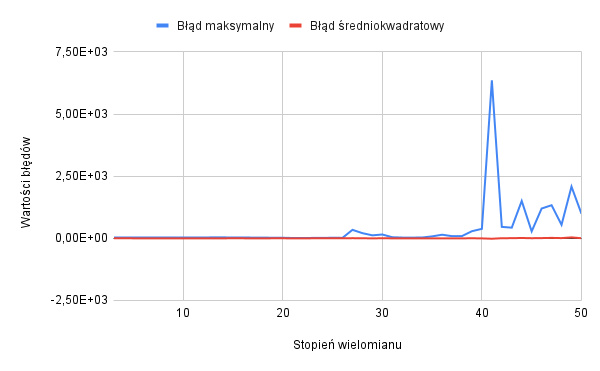 Błąd maksymalny Błąd średniokwadratowy
7,50E+03
5,00E+03
2,50E+03
0,00E+00
-2,50E+03
Wartości błędów
10 20 30 40 50
Stopień wielomianu